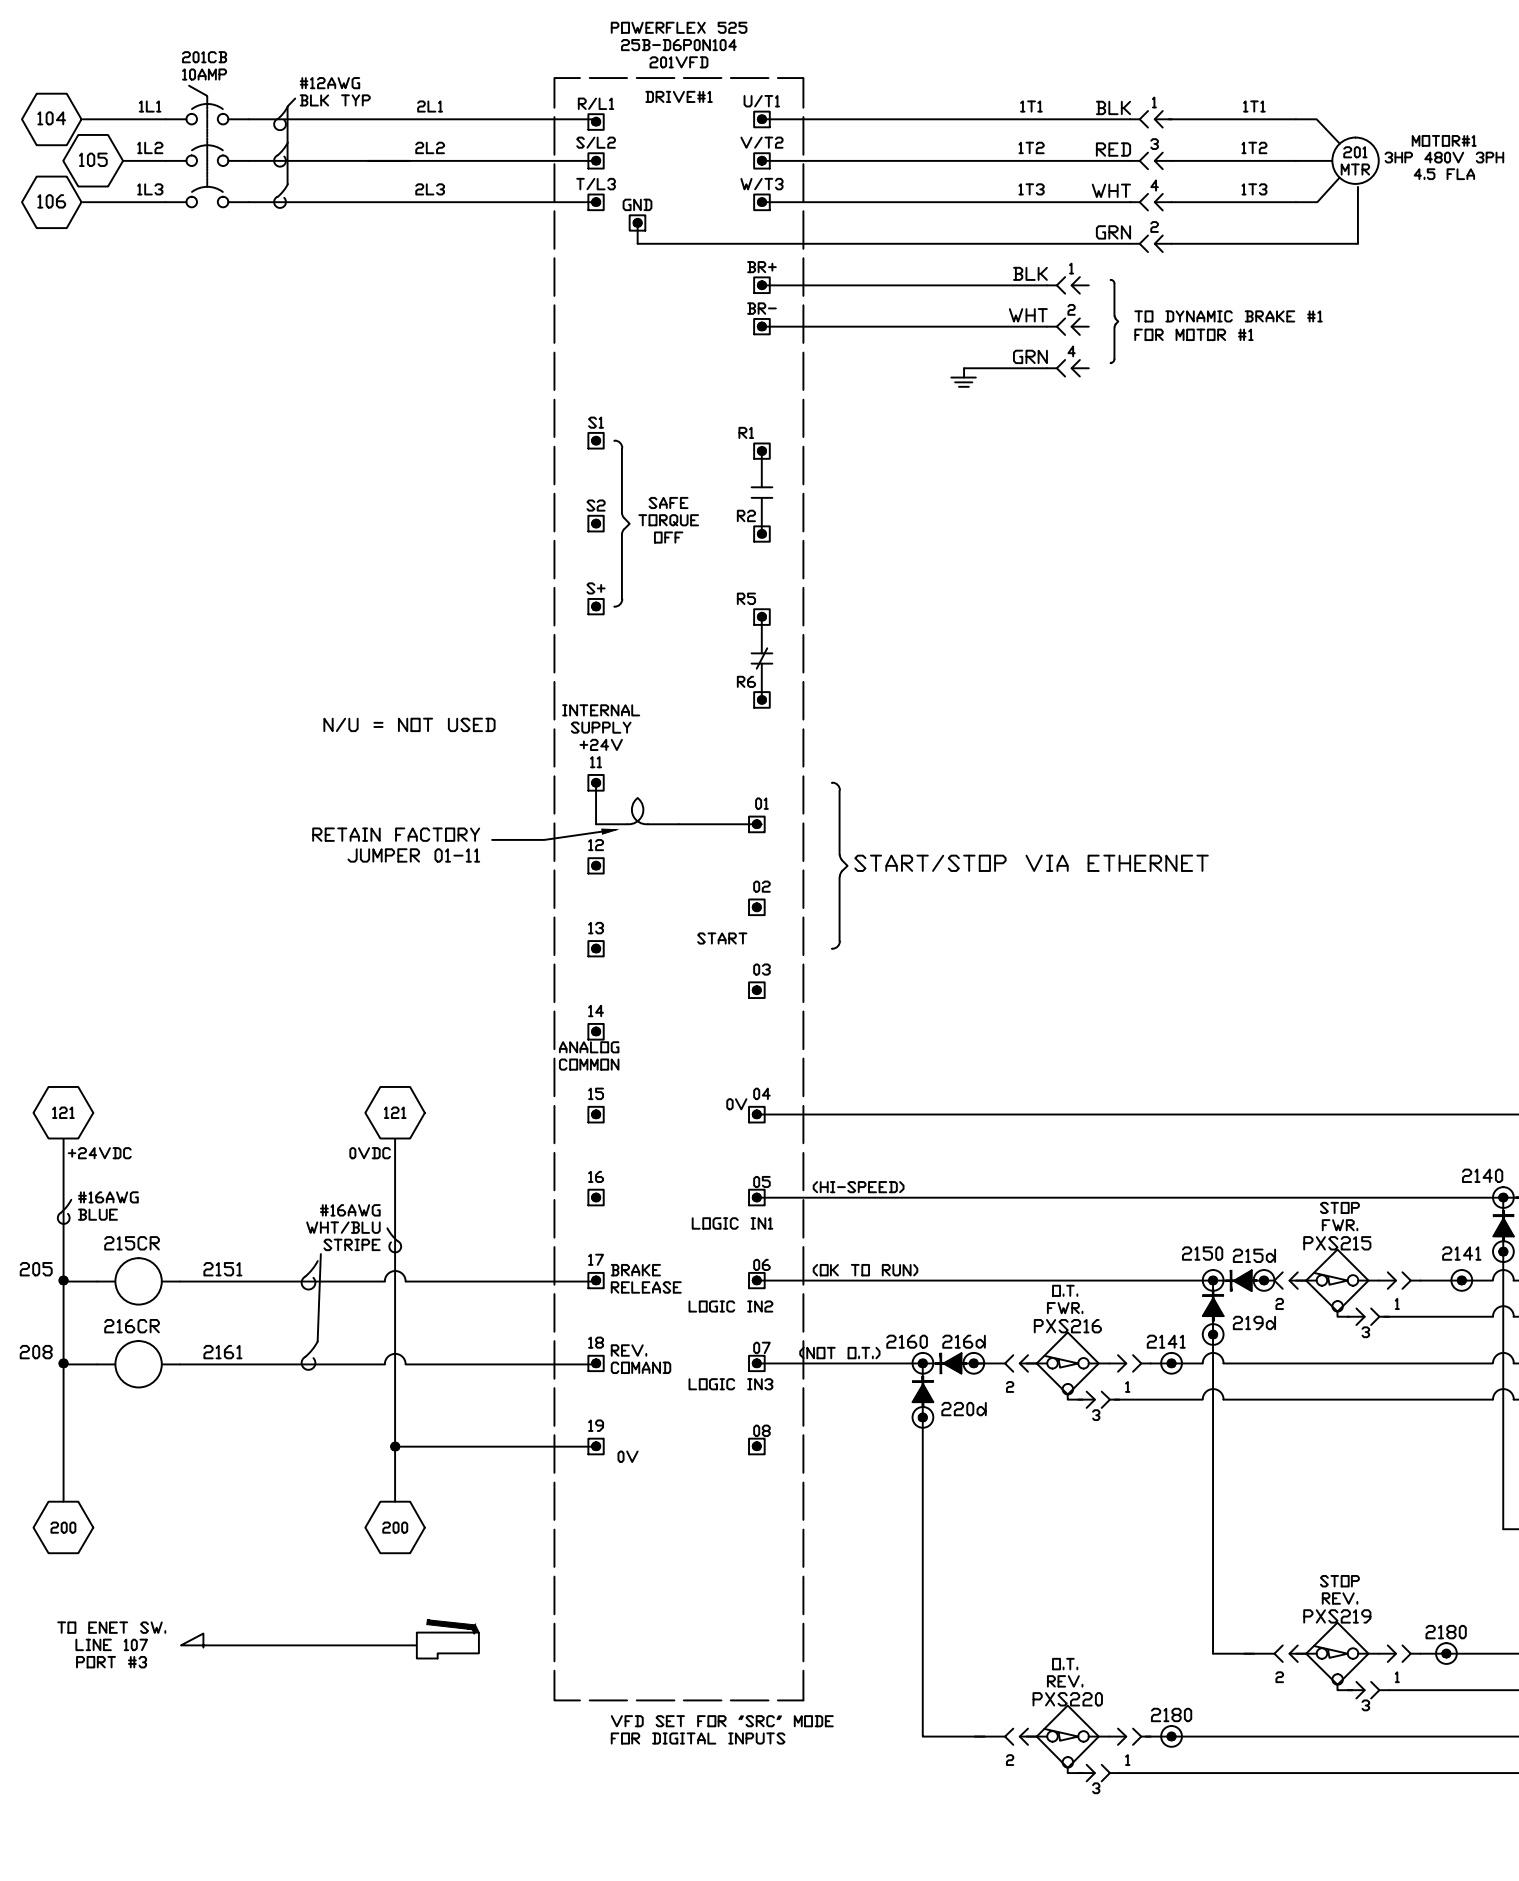 POWERFLEX 525
25B-D6P0N104
201VFD
DRIVE#1
201CB
10AMP
#12AWG
BLK TYP
104
1L1
2L1
R/L1
U/T1
1T1
BLK
1
1T1
105
1L2
2L2
S/L2
V/T2
1T2
RED
3
1T2
201
MTR
MOTOR#1
3HP 480V 3PH
4.5 FLA
106
1L3
2L3
T/L3
W/T3
1T3
WHT
4
1T3
GND
GRN
2
BR+
BLK
1
BR-
WHT
2
GRN
4
TO DYNAMIC BRAKE #1
FOR MOTOR #1
S1
R1
S2
SAFE
TORQUE
OFF
R2
S+
R5
R6
N/U = NOT USED
INTERNAL
SUPPLY
+24V
11
01
RETAIN FACTORY
JUMPER 01-11
12
START/STOP VIA ETHERNET
02
13
START
03
14
ANALOG
COMMON
15
0V
04
121
121
+24VDC
0VDC
#16AWG
BLUE
#16AWG
WHT/BLU
STRIPE
16
05
(HI-SPEED)
LOGIC IN1
2140
STOP
FWR.
PXS215
205
215CR
2151
17
BRAKE
RELEASE
06
(OK TO RUN)
LOGIC IN2
2150
215d
2
1
3
2141
219d
O.T.
FWR.
PXS216
208
216CR
2161
18
REV.
COMAND
07
(NOT O.T.)
LOGIC IN3
2160
216d
2
1
3
2141
220d
19
0V
08
200
200
STOP
REV.
PXS219
2
1
3
2180
TO ENET SW.
LINE 107
PORT #3
O.T.
REV.
PXS220
2
1
3
2180
VFD SET FOR "SRC" MODE
FOR DIGITAL INPUTS